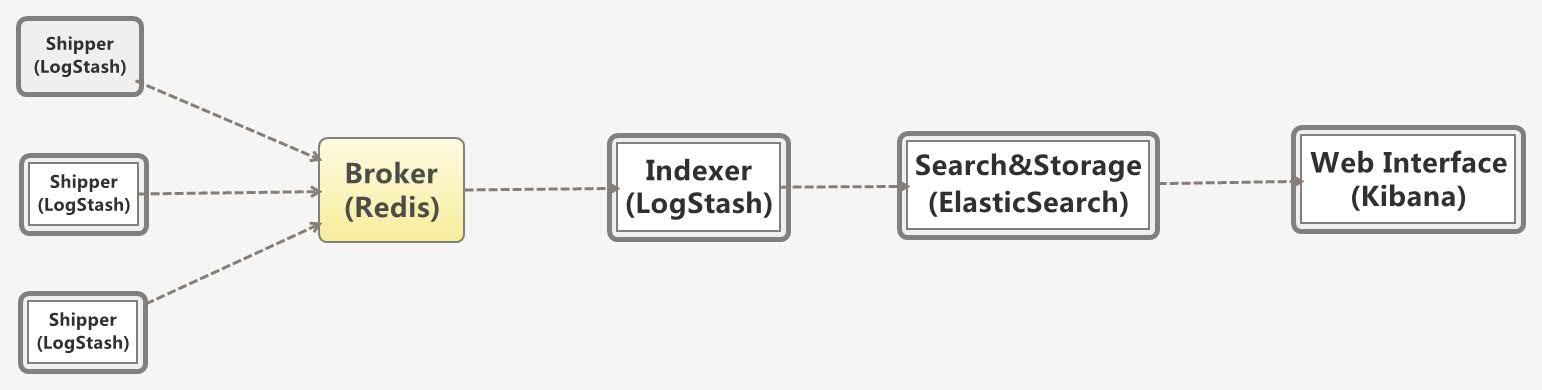 Shipper
(LogStash)
Shipper
(LogStash)
Shipper
(LogStash)
Broker
(Redis)
Indexer
(LogStash)
Search&Storage
(ElasticSearch)
Web Interface
(Kibana)